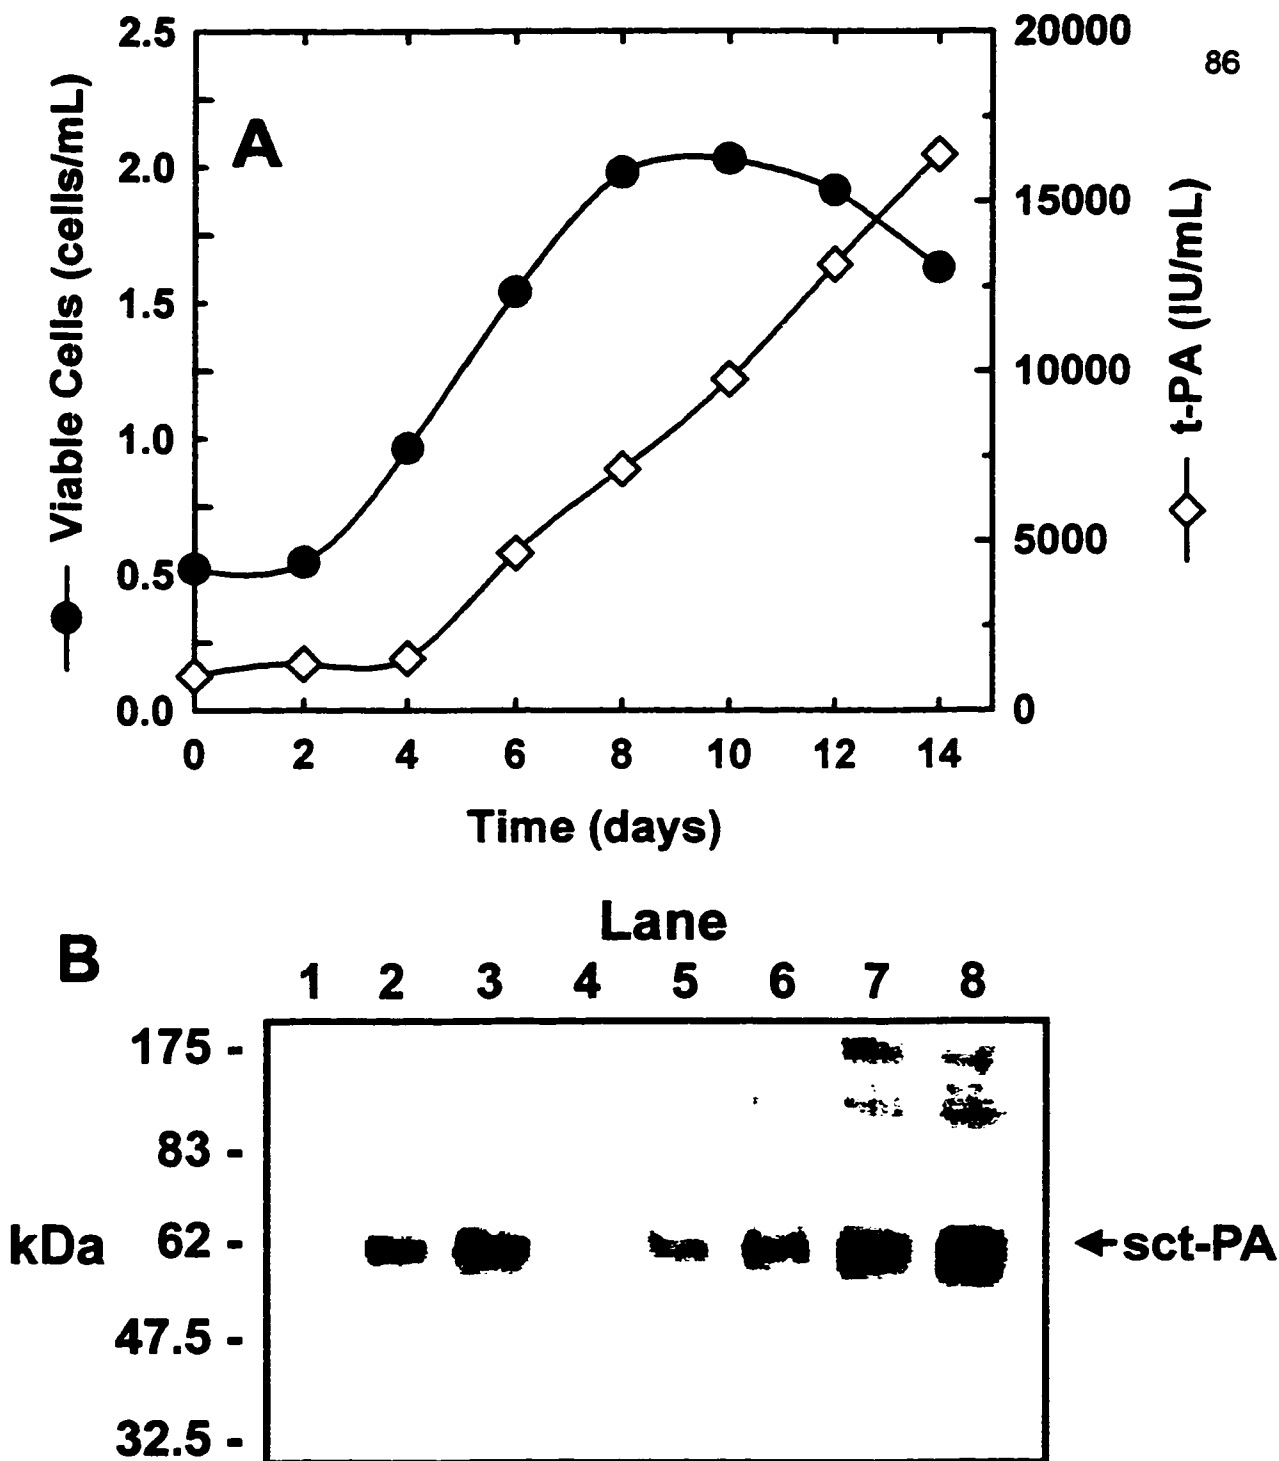 86
A
Viable Cells (cells/mL)
2.5
2.0
1.5
1.0
0.5
0.0
20000
15000
10000
5000
0
t-PA (IU/mL)
0 2 4 6 8 10 12 14
Time (days)
B
Lane
1 2 3 4 5 6 7 8
175 -
83 -
kDa 62 - sct-PA
47.5 -
32.5 -